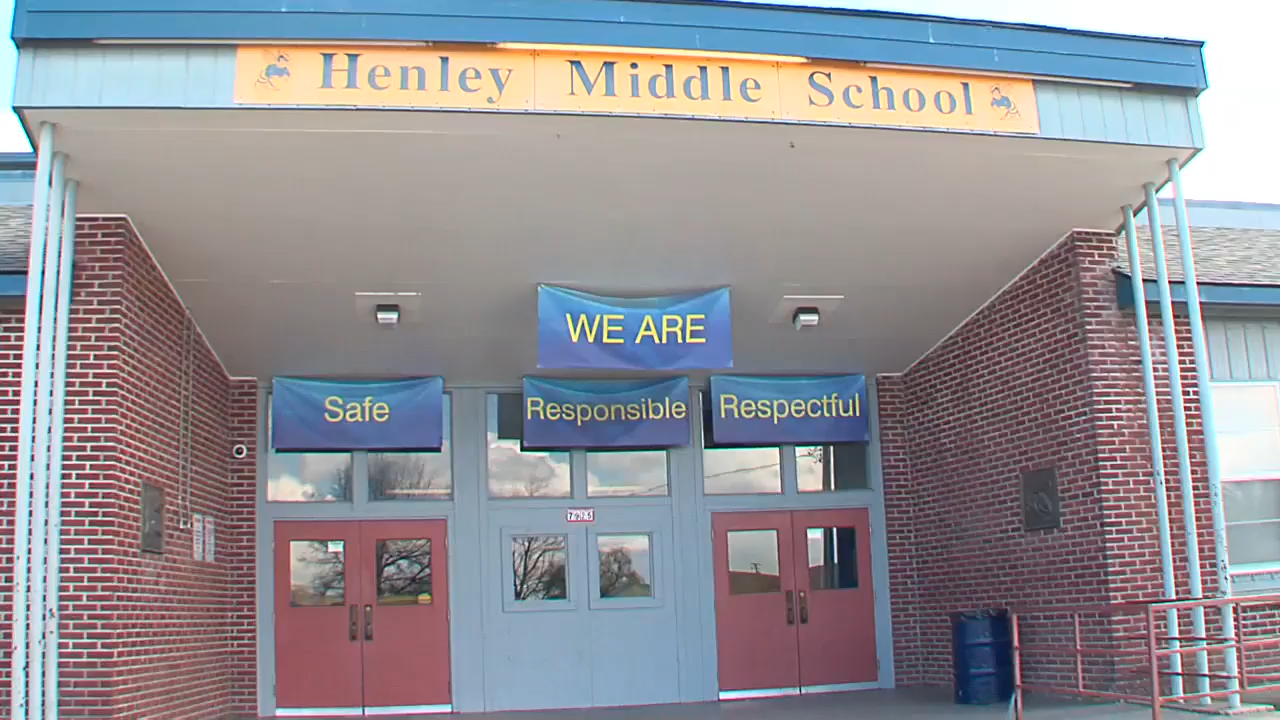 Henley Middle School
WE ARE
Safe
Responsible
Respectful